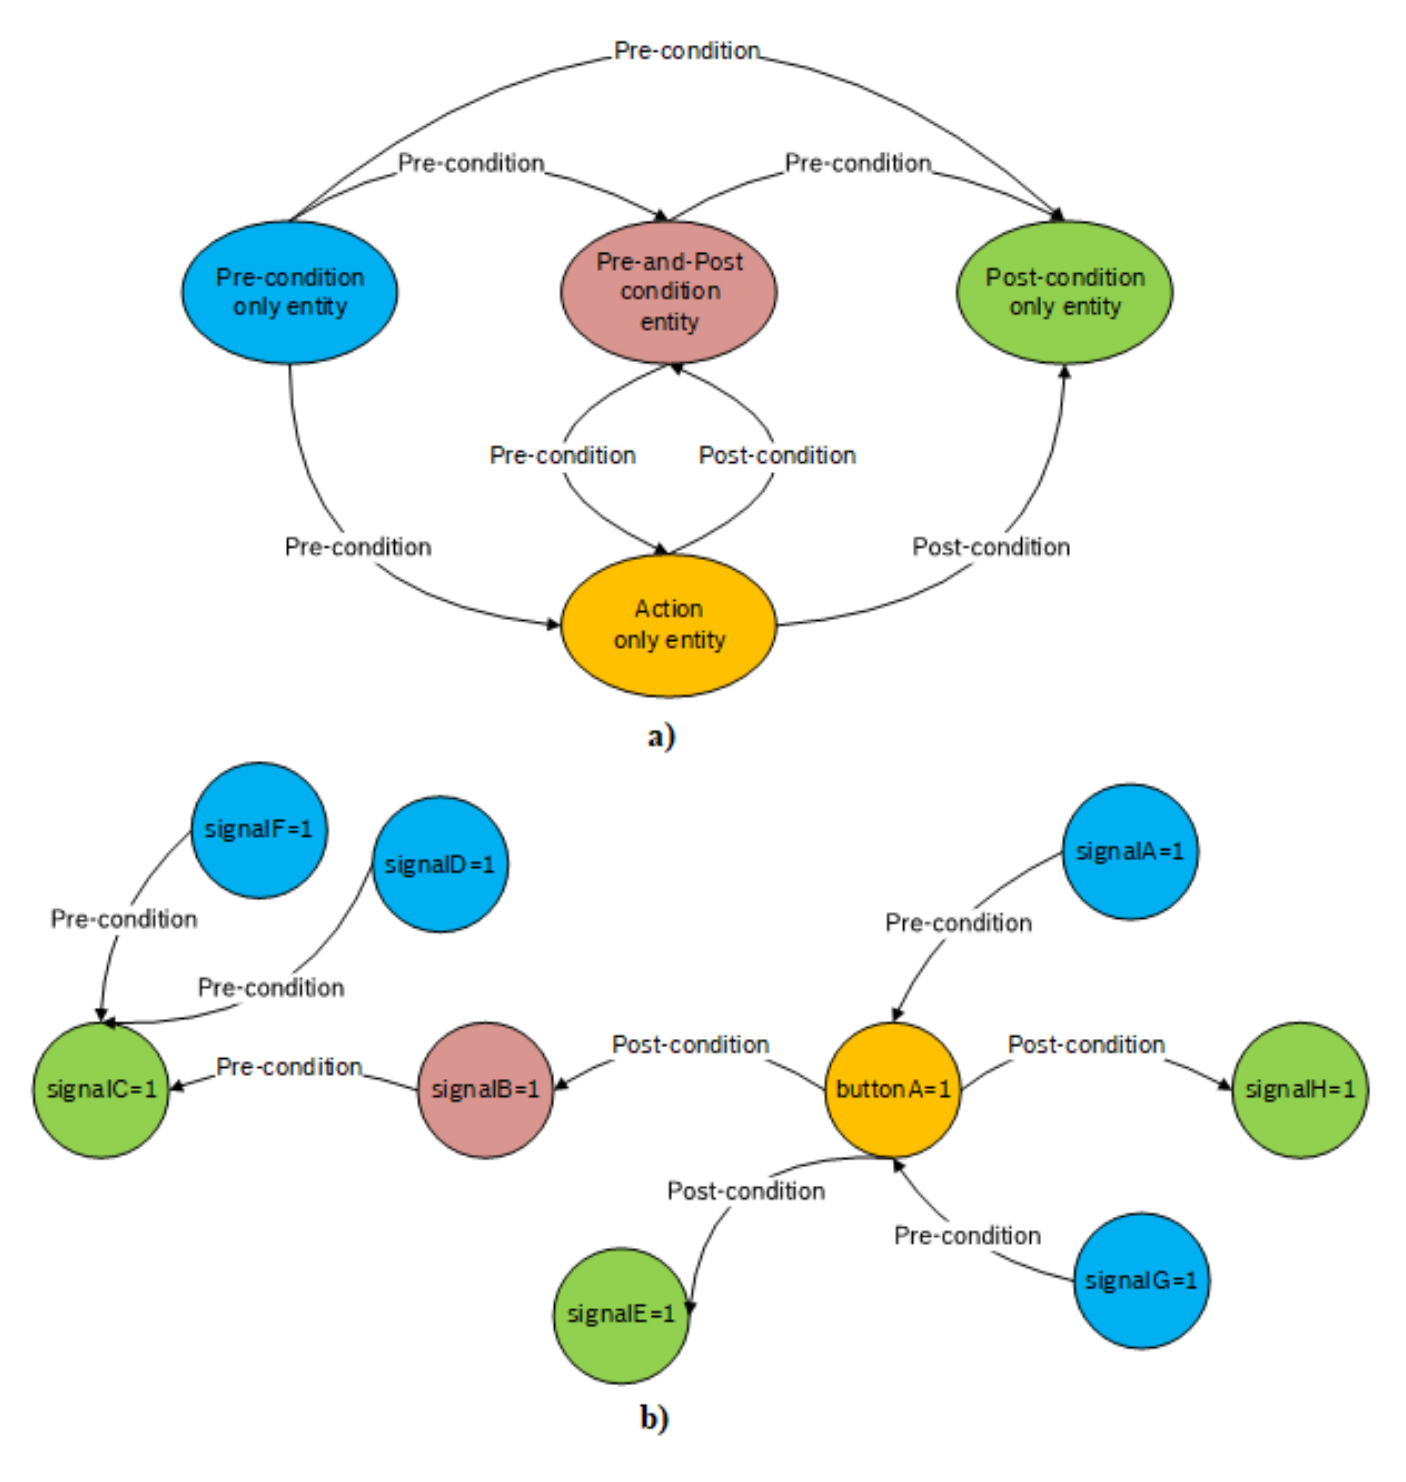 Pre-condition
Pre-condition
Pre-condition
Pre-condition
only entity
Pre-and-Post
condition
entity
Post-condition
only entity
Pre-condition
Post-condition
Pre-condition
Post-condition
Action
only entity
a)
signalF=1
signalD=1
signalA=1
Pre-condition
Pre-condition
Pre-condition
Post-condition
Post-condition
Pre-condition
signalC=1
signalB=1
buttonA=1
signalH=1
Post-condition
Pre-condition
signalG=1
signalE=1
b)